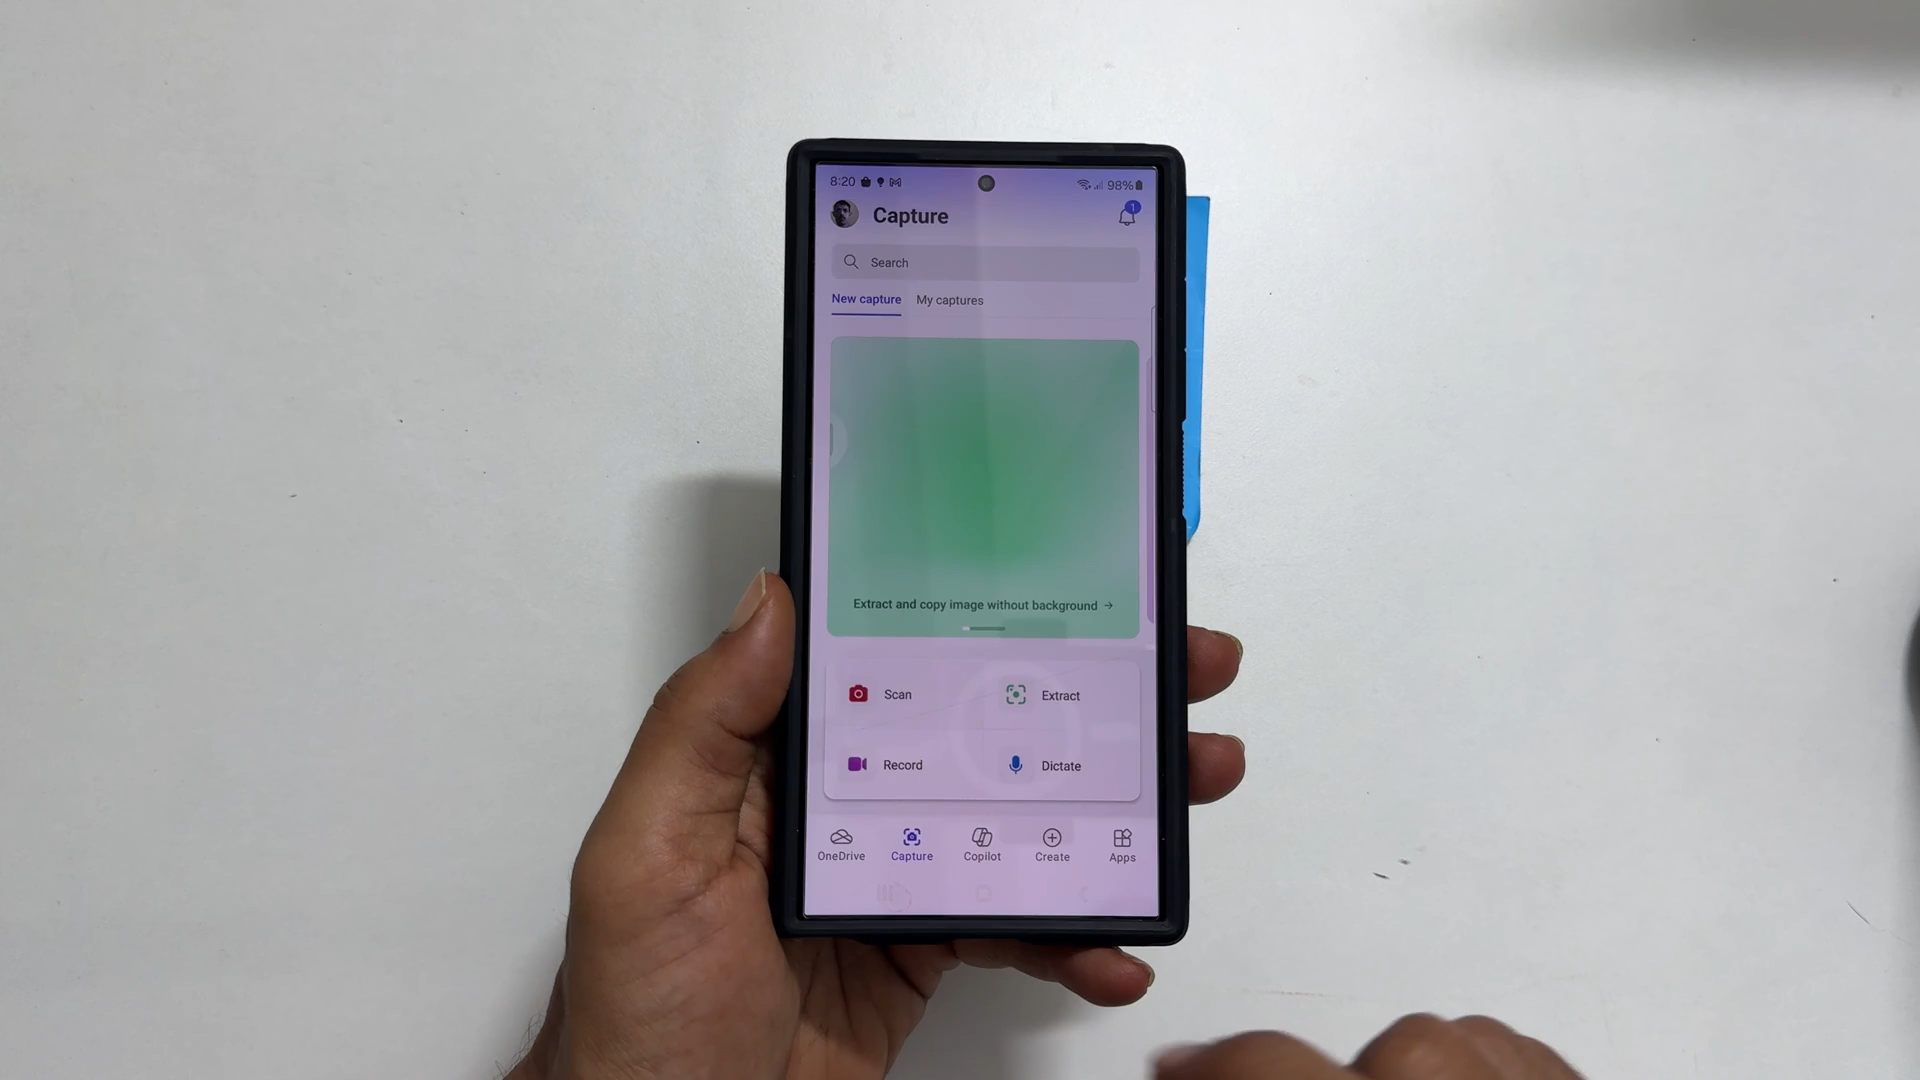 8:20 98%
Capture
1
Search
New capture My captures
Extract and copy image without background →
Scan Extract
Record Dictate
OneDrive Capture Copilot Create Apps